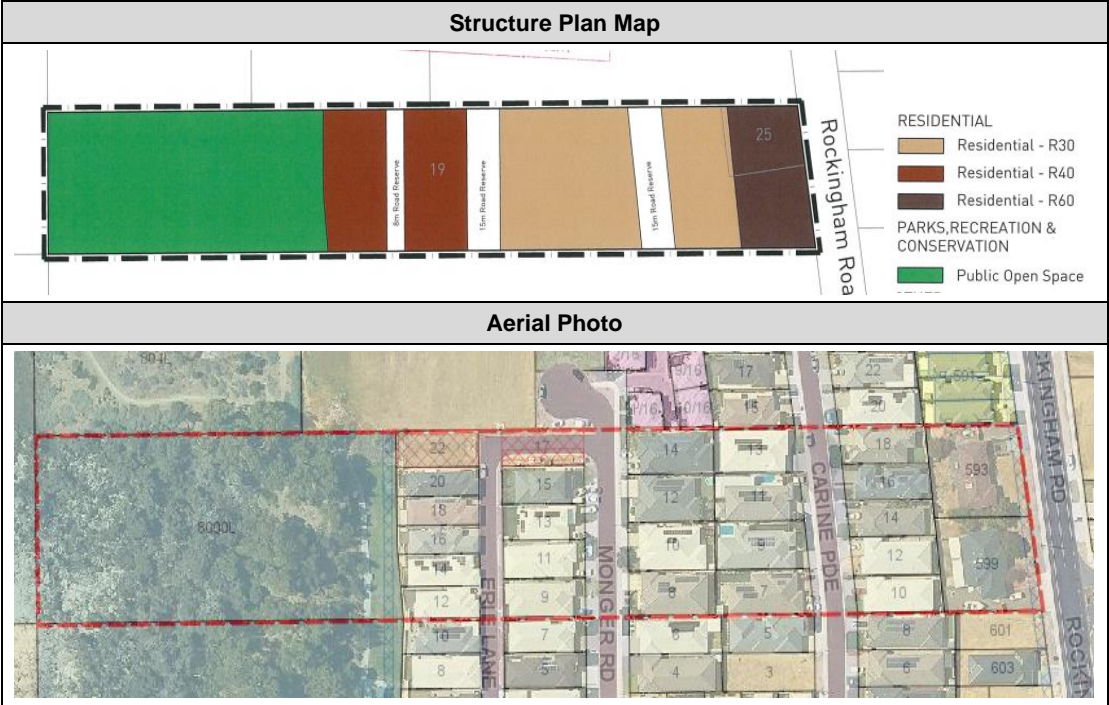 Structure Plan Map
19
25
8m Road Reserve
15m Road Reserve
15m Road Reserve
Rockingham Roa
RESIDENTIAL
Residential - R30
Residential - R40
Residential - R60
PARKS,RECREATION &
CONSERVATION
Public Open Space
Aerial Photo
17
22
15
20
22
17
14
13
18
593
CKINGHAM RD
20
15
12
11
16
18
13
CARINE PDE
8000L
16
10
9
14
14
11
12
599
12
9
8
7
10
ERIE LANE
MONGER RD
10
7
6
5
8
601
8
5
4
3
6
603
ROCKIN